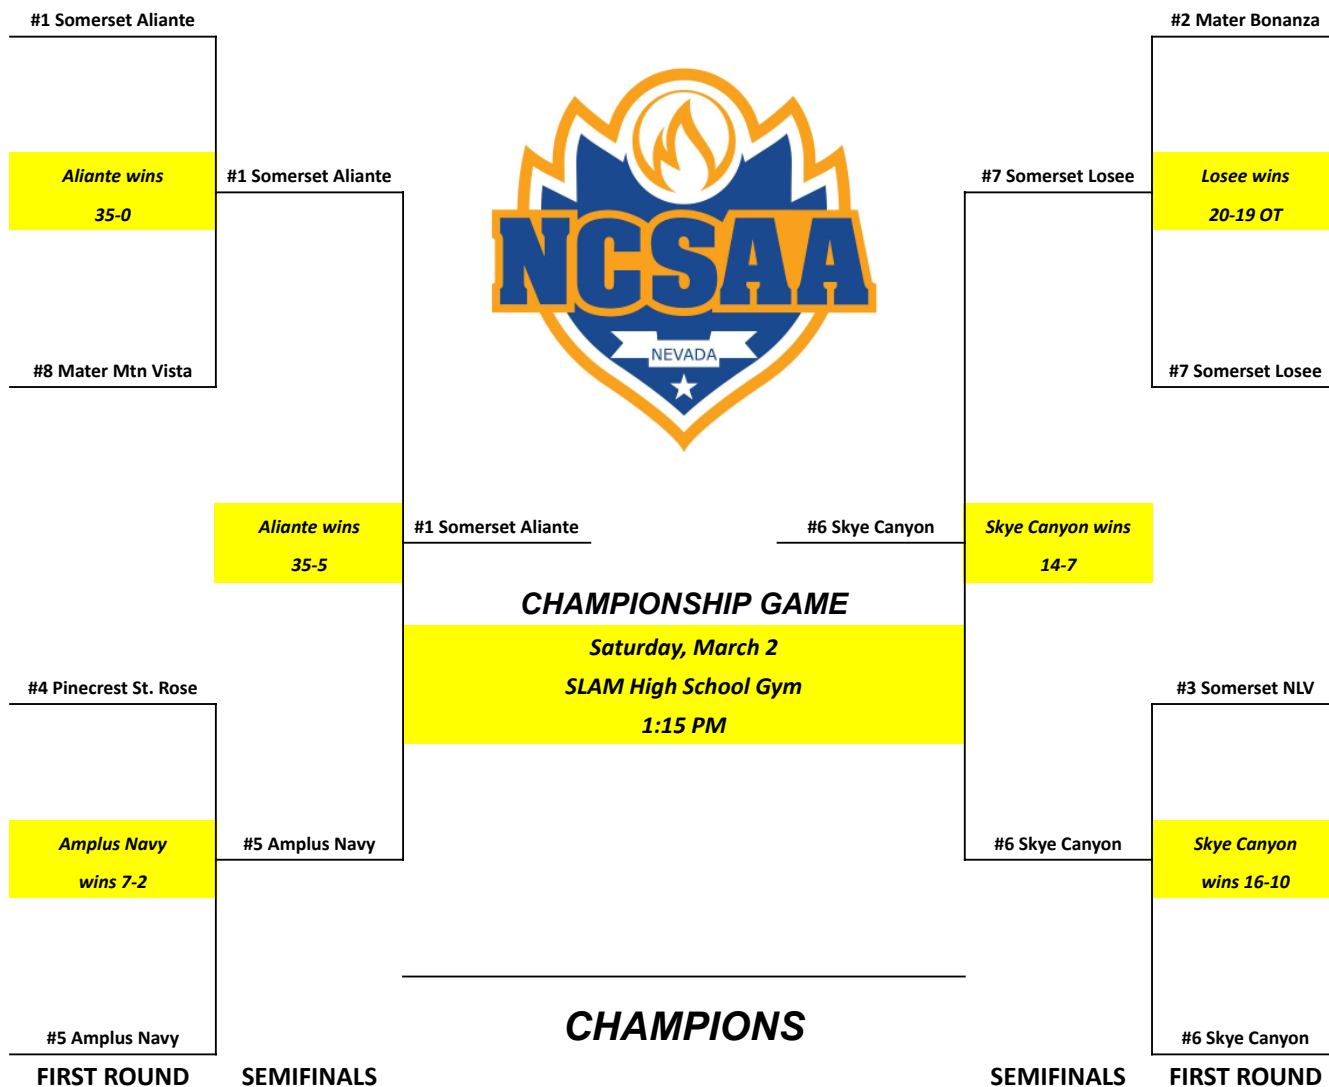 #1 Somerset Aliante
#2 Mater Bonanza
Aliante wins
35-0
#1 Somerset Aliante
#7 Somerset Losee
Losee wins
20-19 OT
NCSAA
NEVADA
#8 Mater Mtn Vista
#7 Somerset Losee
Aliante wins
35-5
#1 Somerset Aliante
#6 Skye Canyon
Skye Canyon wins
14-7
CHAMPIONSHIP GAME
Saturday, March 2
SLAM High School Gym
1:15 PM
#4 Pinecrest St. Rose
#3 Somerset NLV
Amplus Navy
wins 7-2
#5 Amplus Navy
#6 Skye Canyon
Skye Canyon
wins 16-10
CHAMPIONS
#5 Amplus Navy
#6 Skye Canyon
FIRST ROUND
SEMIFINALS
SEMIFINALS
FIRST ROUND